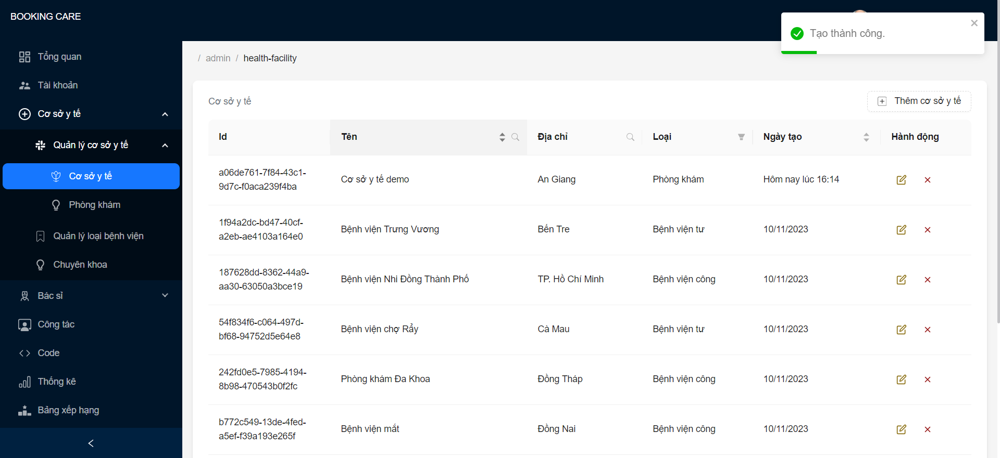 BOOKING CARE
Tạo thành công.
Tổng quan
Tài khoản
Cơ sở y tế
Quản lý cơ sở y tế
Cơ sở y tế
Phòng khám
Quản lý loại bệnh viện
Chuyên khoa
Bác sĩ
Công tác
Code
Thống kê
Bảng xếp hạng
/ admin / health-facility
Cơ sở y tế
Thêm cơ sở y tế
Id Tên Địa chỉ Loại Ngày tạo Hành động
a06de761-7f84-43c1-
9d7c-f0aca239f4ba
Cơ sở y tế demo An Giang Phòng khám Hôm nay lúc 16:14
1f94a2dc-bd47-40cf-
a2eb-ae4103a164e0
Bệnh viện Trưng Vương Bến Tre Bệnh viện tư 10/11/2023
187628dd-8362-44a9-
aa30-63050a3bce19
Bệnh viện Nhi Đồng Thành Phố TP. Hồ Chí Minh Bệnh viện công 10/11/2023
54f834f6-c064-497d-
bf68-94752d5e64e8
Bệnh viện chợ Rẩy Cà Mau Bệnh viện tư 10/11/2023
242fd0e5-7985-4194-
8b98-470543b0f2fc
Phòng khám Đa Khoa Đồng Tháp Bệnh viện công 10/11/2023
b772c549-13de-4fed-
a5ef-f39a193e265f
Bệnh viện mắt Đồng Nai Bệnh viện công 10/11/2023